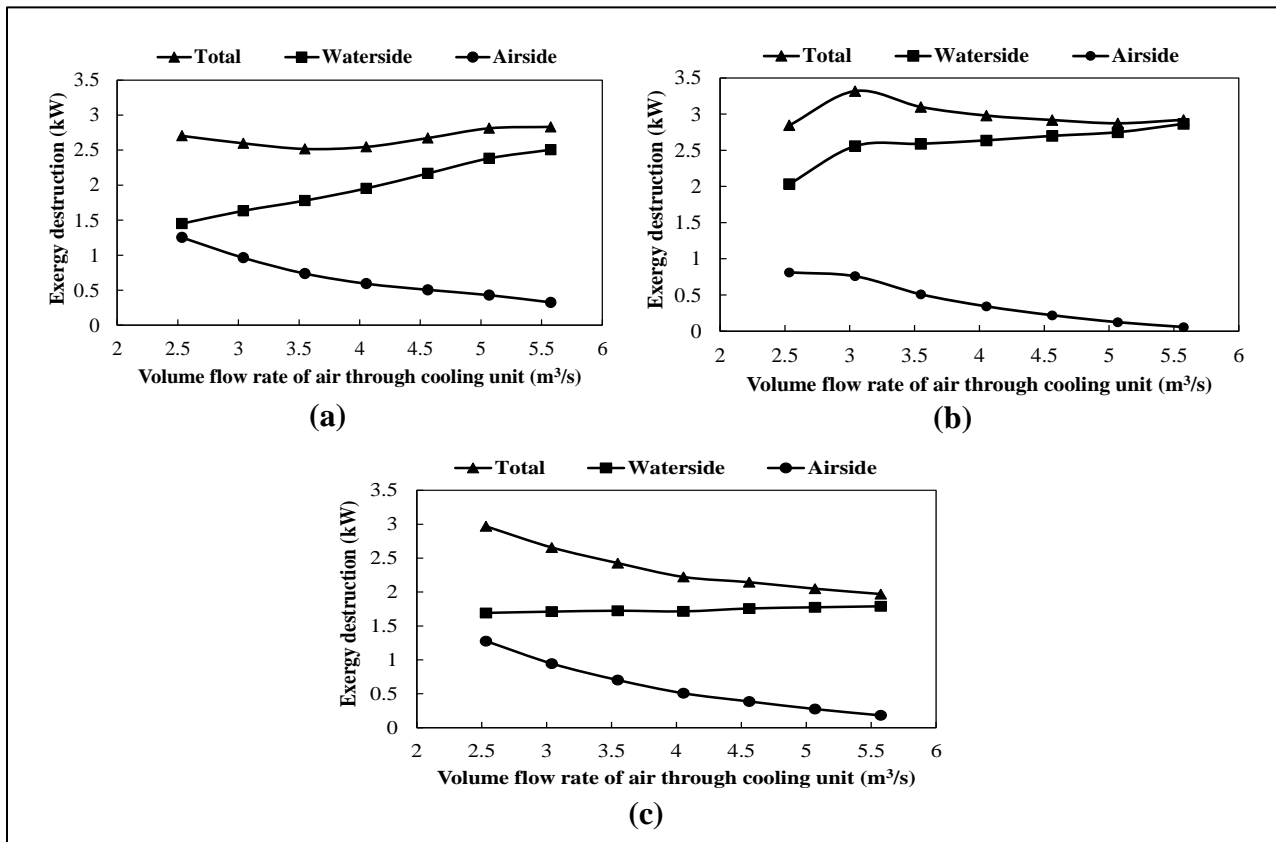 Total Waterside Airside
3.5
3
2.5
2
1.5
1
0.5
0
Exergy destruction (kW)
2 2.5 3 3.5 4 4.5 5 5.5 6
Volume flow rate of air through cooling unit (m³/s)
(a)
Total Waterside Airside
3.5
3
2.5
2
1.5
1
0.5
0
Exergy destruction (kW)
2 2.5 3 3.5 4 4.5 5 5.5 6
Volume flow rate of air through cooling unit (m³/s)
(b)
Total Waterside Airside
3.5
3
2.5
2
1.5
1
0.5
0
Exergy destruction (kW)
2 2.5 3 3.5 4 4.5 5 5.5 6
Volume flow rate of air through cooling unit (m³/s)
(c)